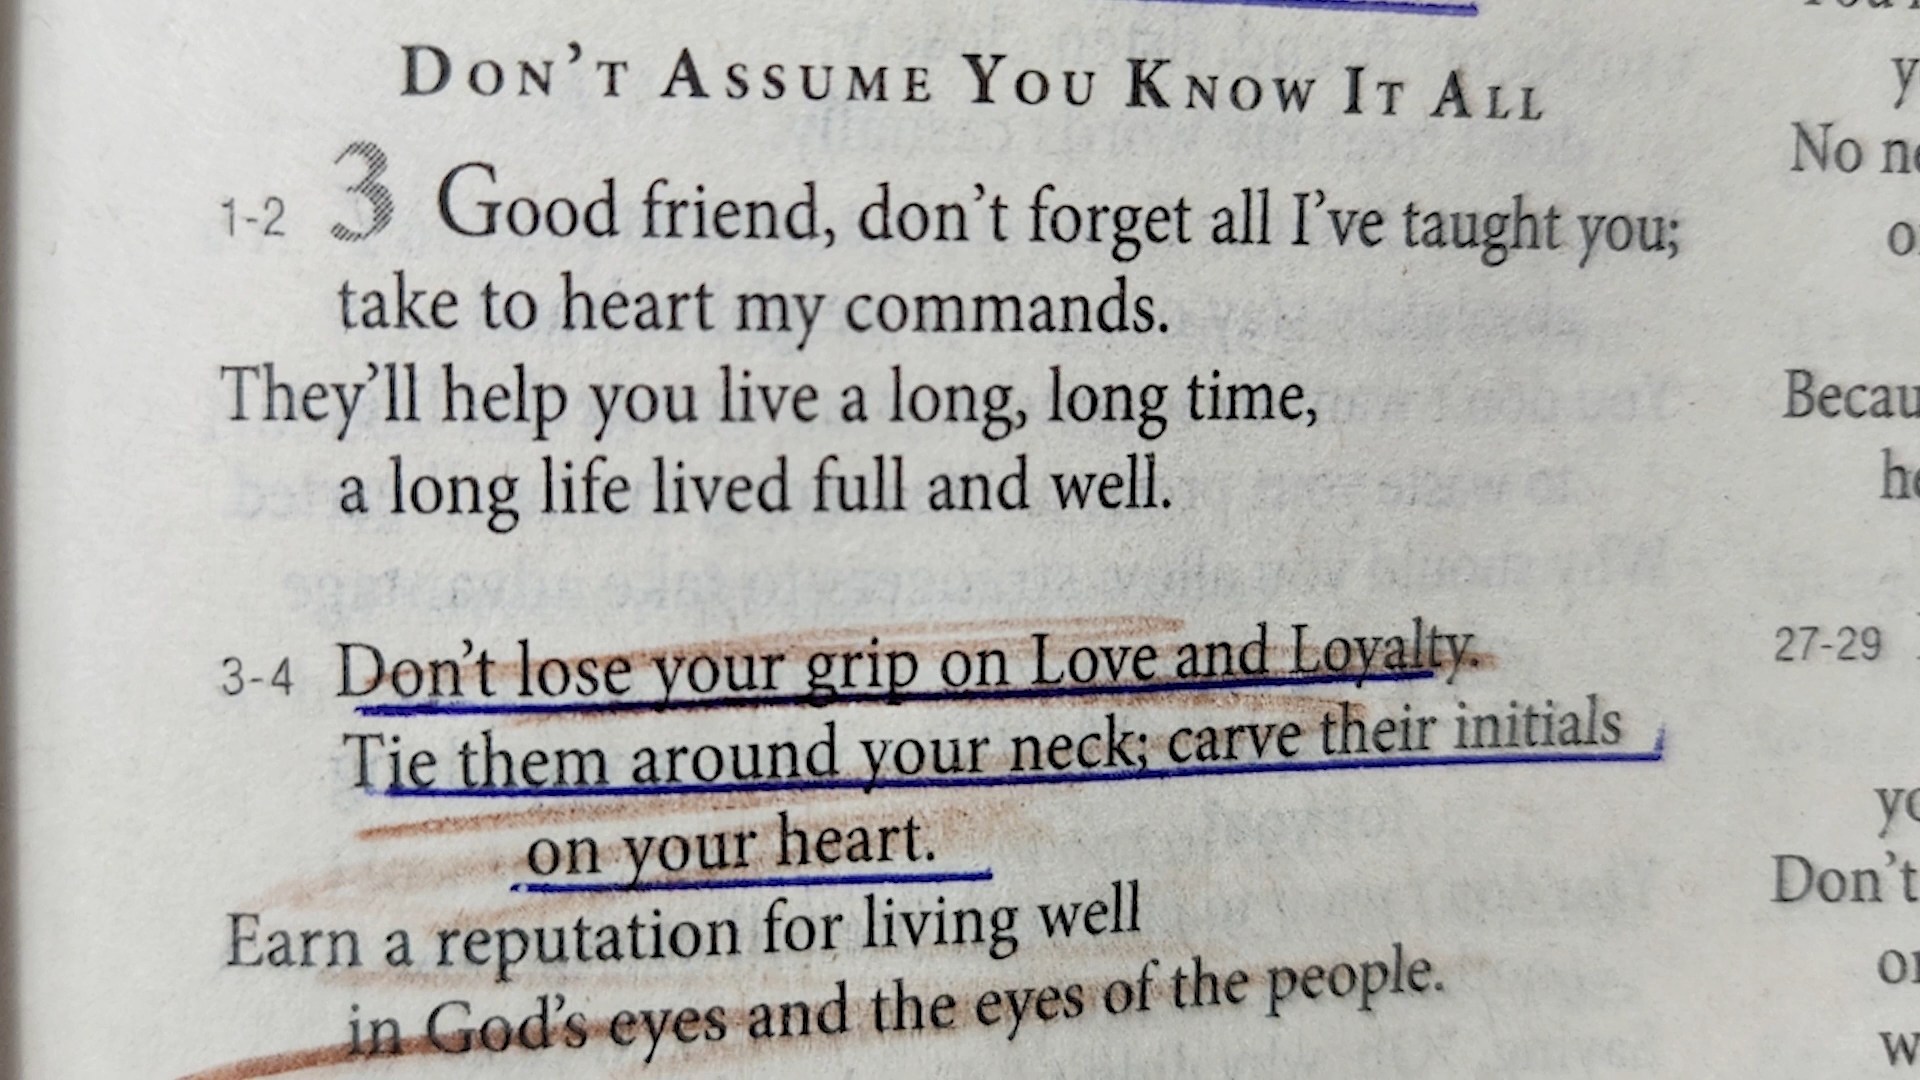 DON'T ASSUME YOU KNOW IT ALL
1-2 3 Good friend, don't forget all I've taught you;
take to heart my commands.
They'll help you live a long, long time,
a long life lived full and well.
3-4 Don't lose your grip on Love and Loyalty.
Tie them around your neck; carve their initials
on your heart.
Earn a reputation for living well
in God's eyes and the eyes of the people.
No
27-29
Don't